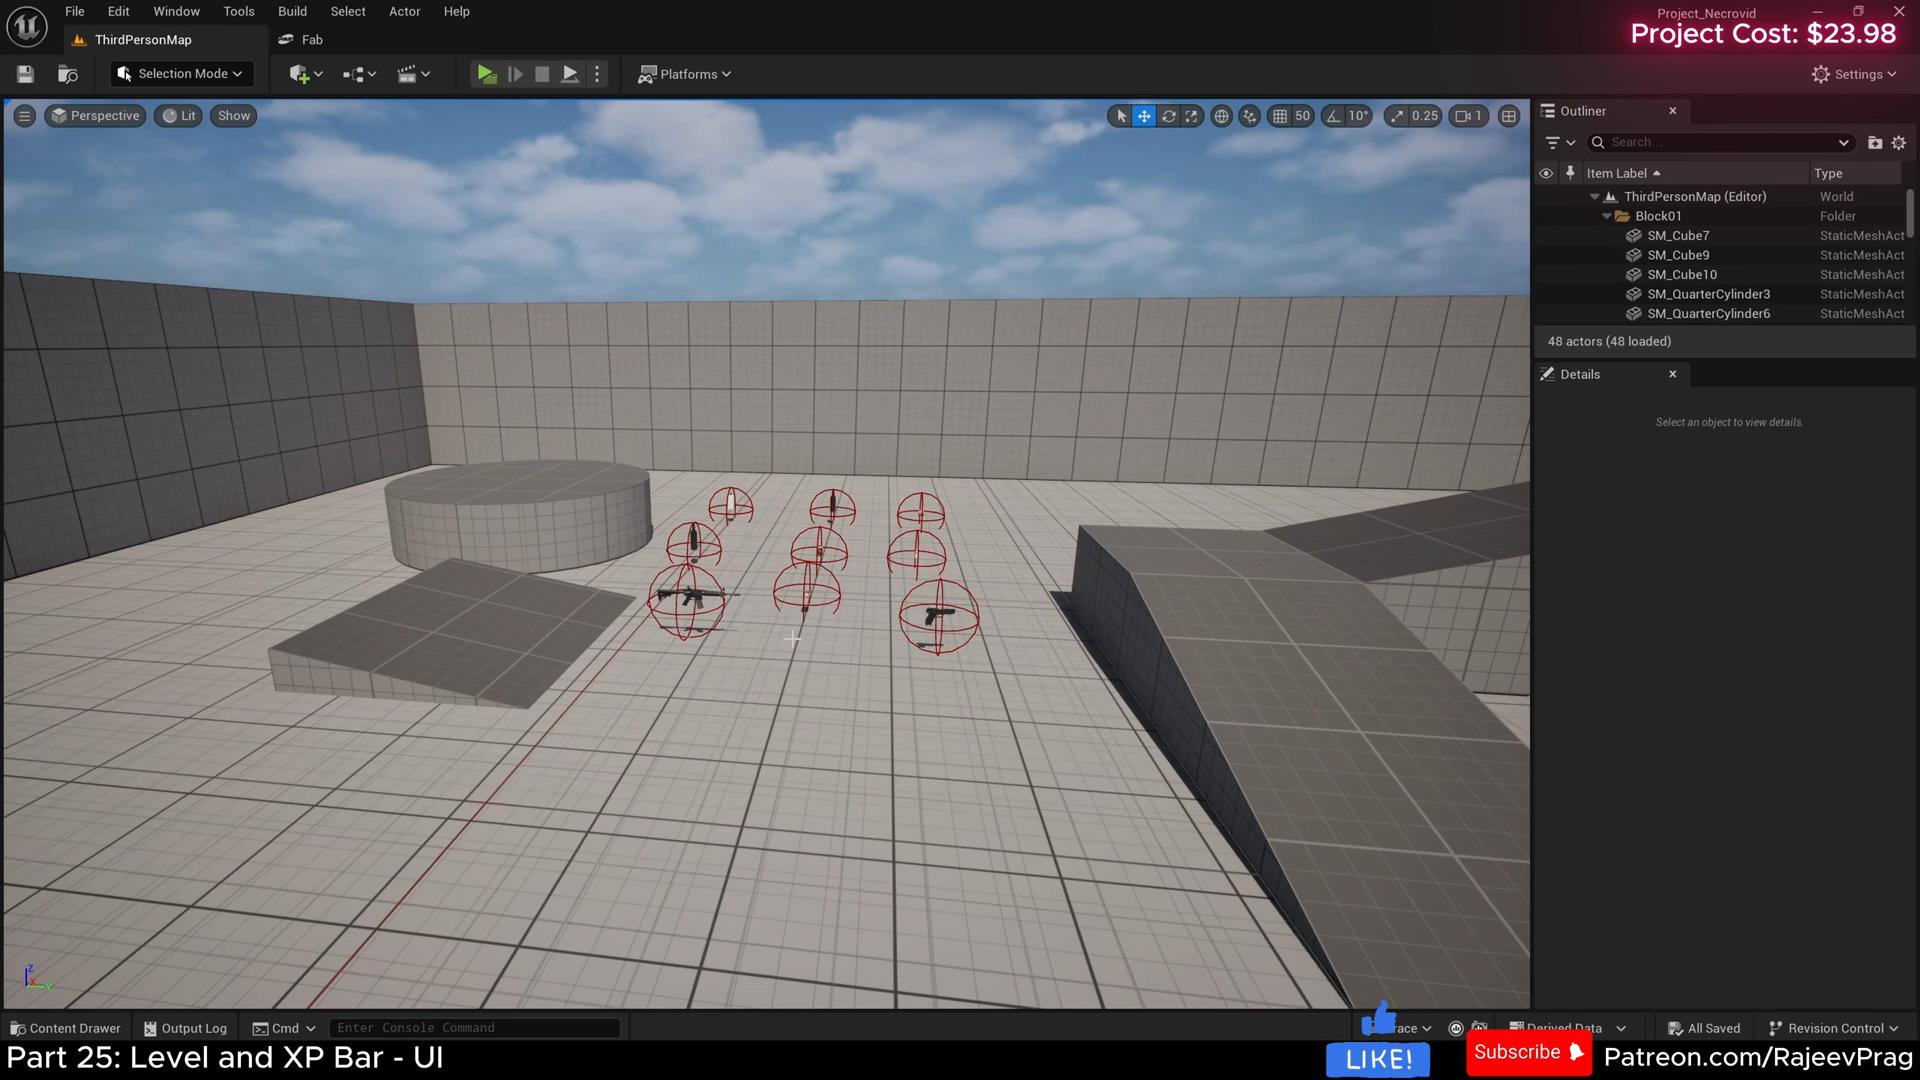 File Edit Window Tools Build Select Actor Help
Project_Necrovid
Project Cost: $23.98
ThirdPersonMap
Fab
Selection Mode
Platforms
Settings
Perspective
Lit
Show
50
10°
0.25
1
Outliner
Search...
Item Label
Type
ThirdPersonMap (Editor) World
Block01 Folder
SM_Cube7 StaticMeshAct
SM_Cube9 StaticMeshAct
SM_Cube10 StaticMeshAct
SM_QuarterCylinder3 StaticMeshAct
SM_QuarterCylinder6 StaticMeshAct
48 actors (48 loaded)
Details
Select an object to view details.
Z
X
Y
Content Drawer
Output Log
Cmd
Enter Console Command
Derived Data
All Saved
Revision Control
Part 25: Level and XP Bar - UI
LIKE!
Subscribe
Patreon.com/RajeevPrag